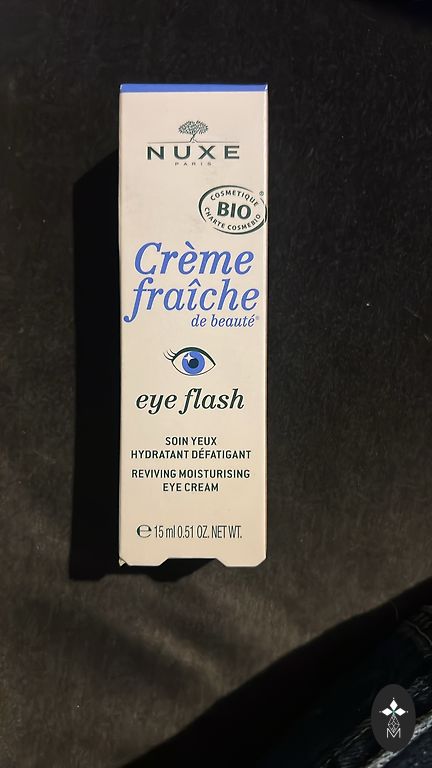 NUXE
PARIS
COSMETIQUE
BIO
CHARTE COSMEBIO
®
Crème
fraîche
de beauté®
eye flash
SOIN YEUX
HYDRATANT DÉFATIGANT
REVIVING MOISTURISING
EYE CREAM
℮ 15 ml 0.51 OZ. NET WT.
M